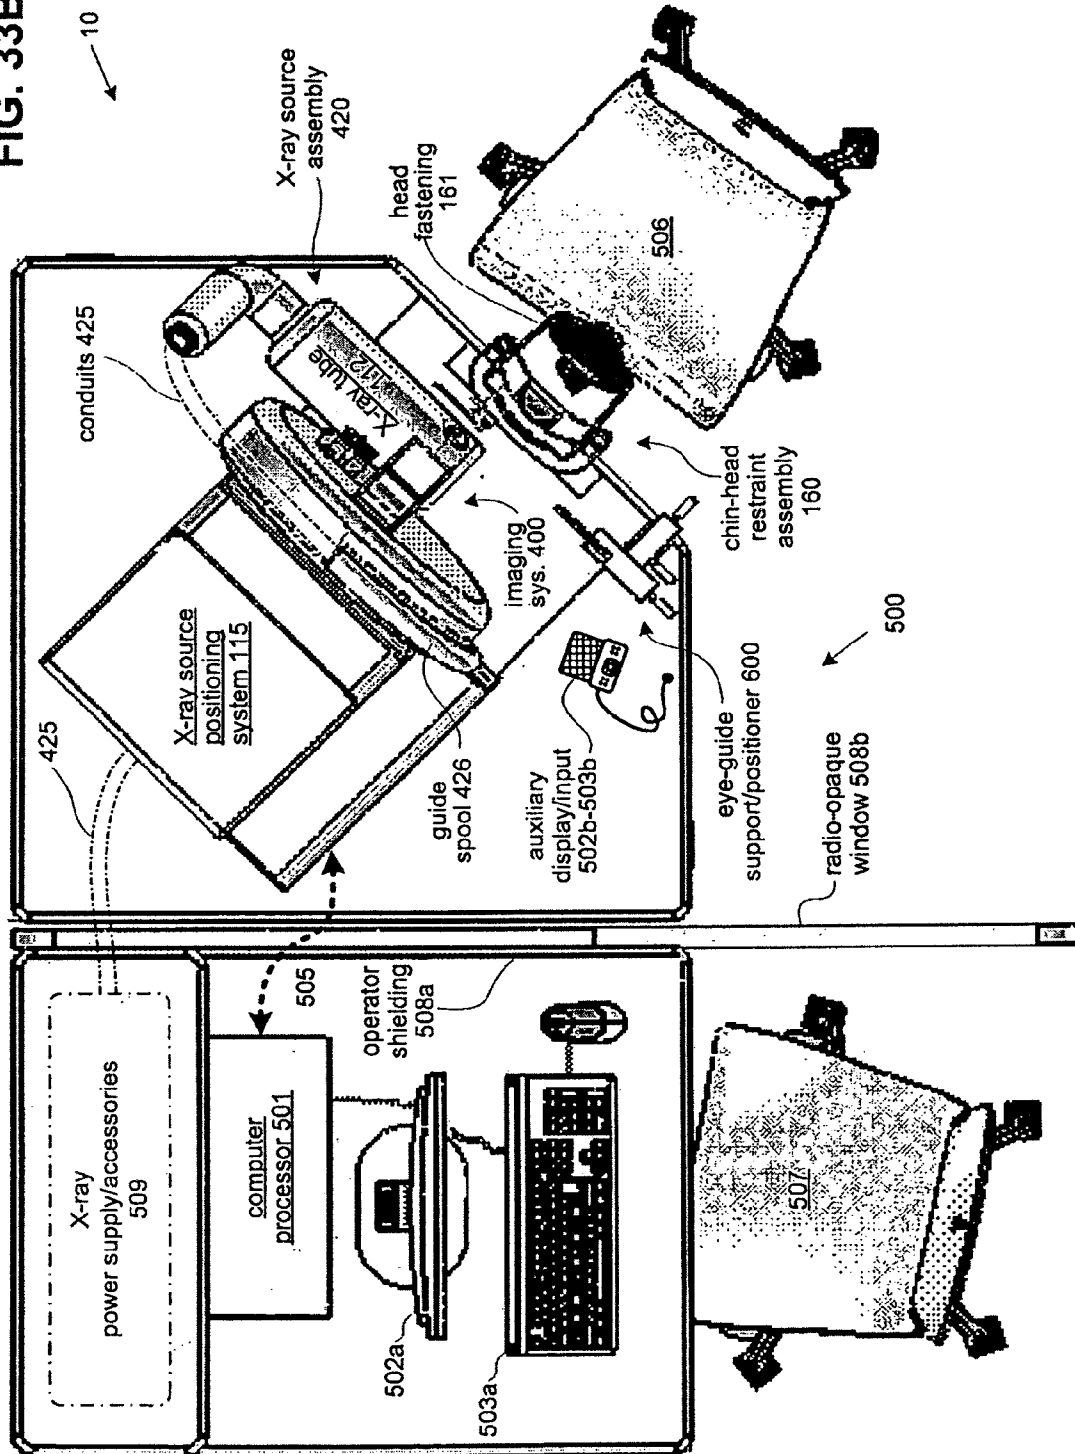 FIG. 33B
10
X-ray source
assembly
420
head
fastening
161
conduits 425
X-ray tube
112
506
X-ray source
positioning
system 115
425
imaging
sys. 400
chin-head
restraint
assembly
160
guide
spool 426
auxiliary
display/input
502b-503b
eye-guide
support/positioner 600
500
radio-opaque
window 508b
505
operator
shielding
508a
X-ray
power supply/accessories
509
computer
processor 501
502a
503a
507